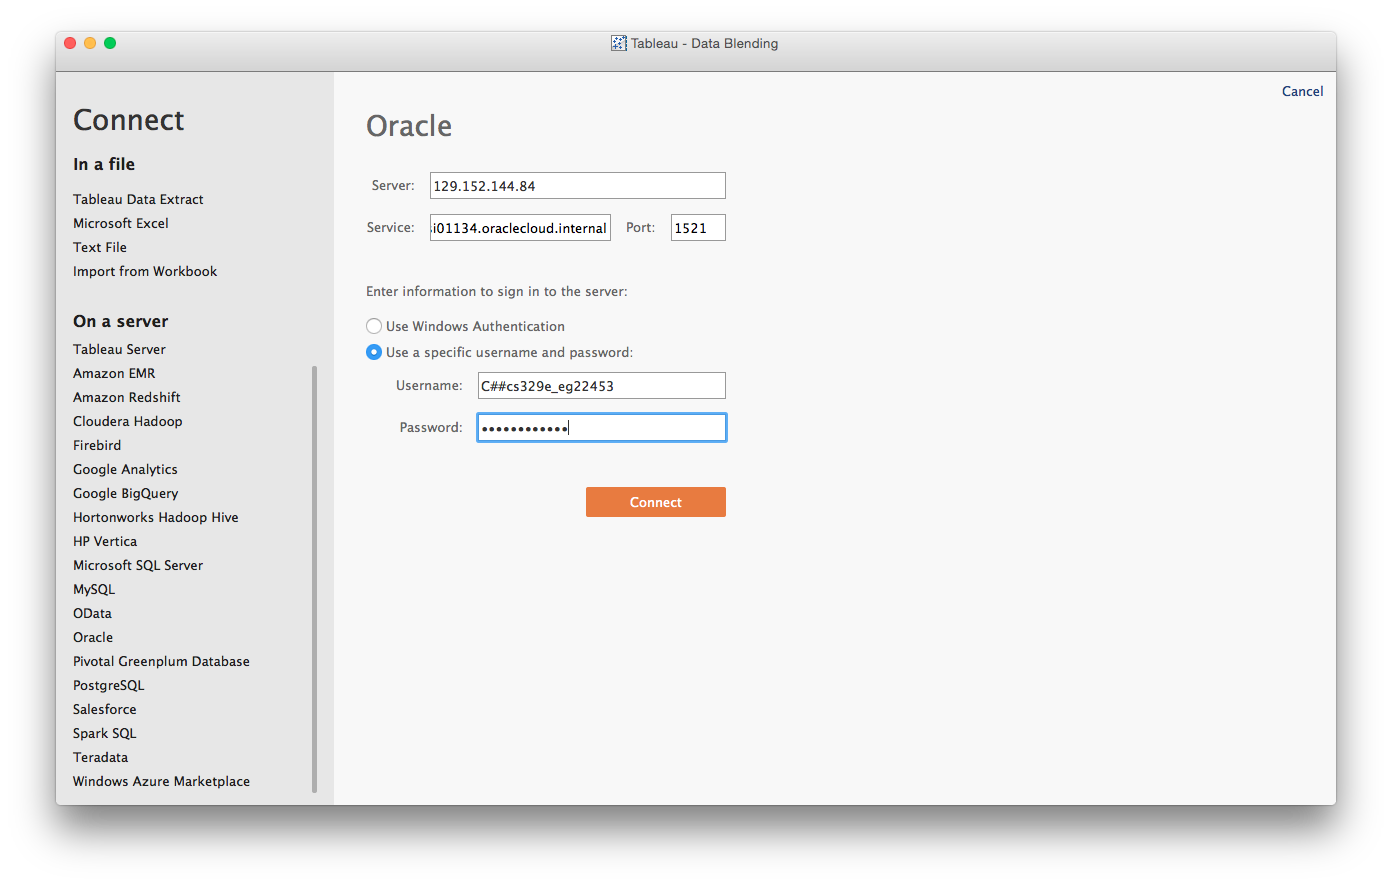 Tableau - Data Blending
Cancel
Connect
In a file
Tableau Data Extract
Microsoft Excel
Text File
Import from Workbook
On a server
Tableau Server
Amazon EMR
Amazon Redshift
Cloudera Hadoop
Firebird
Google Analytics
Google BigQuery
Hortonworks Hadoop Hive
HP Vertica
Microsoft SQL Server
MySQL
OData
Oracle
Pivotal Greenplum Database
PostgreSQL
Salesforce
Spark SQL
Teradata
Windows Azure Marketplace
Oracle
Server: 129.152.144.84
Service: si01134.oraclecloud.internal Port: 1521
Enter information to sign in to the server:
Use Windows Authentication
Use a specific username and password:
Username: C##cs329e_eg22453
Password: ••••••••••••
Connect